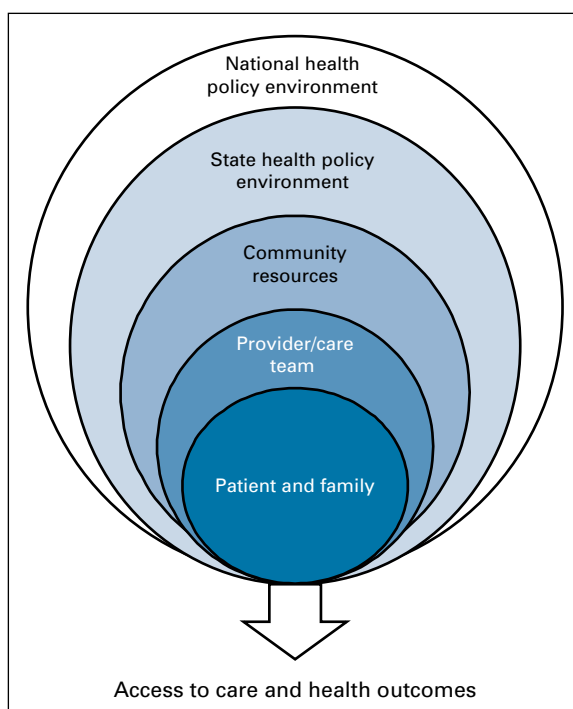 National health
policy environment
State health policy
environment
Community
resources
Provider/care
team
Patient and family
Access to care and health outcomes